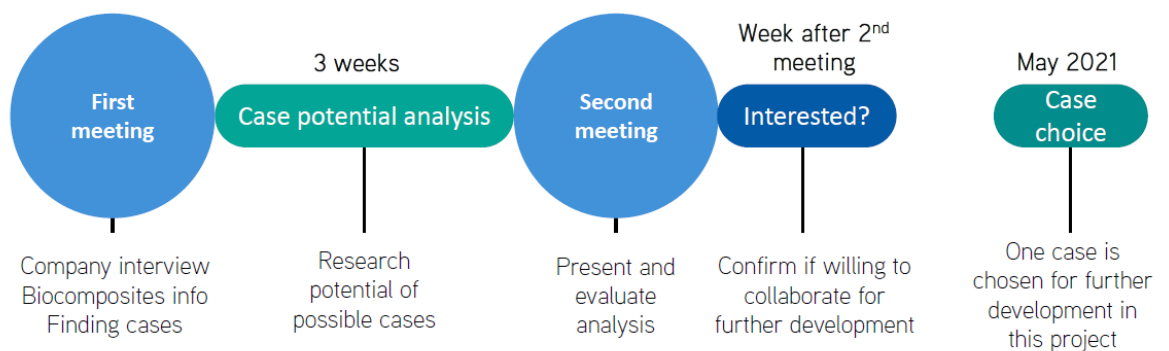 First
meeting
3 weeks
Case potential analysis
Second
meeting
Week after 2nd
meeting
Interested?
May 2021
Case
choice
Company interview
Biocomposites info
Finding cases
Research
potential of
possible cases
Present and
evaluate
analysis
Confirm if willing to
collaborate for
further development
One case is
chosen for further
development in
this project